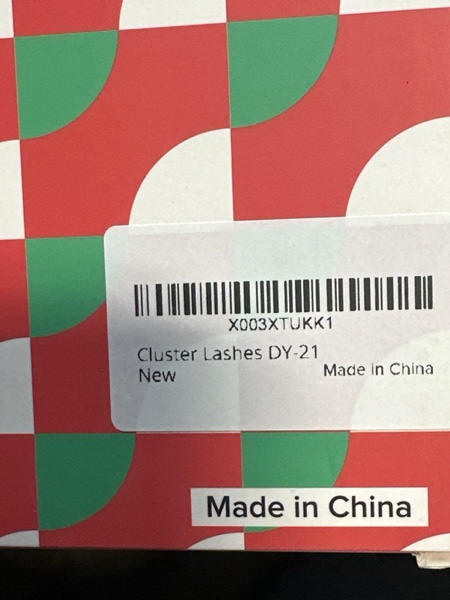 X003XTUKK1
Cluster Lashes DY-21
New
Made in China
Made in China